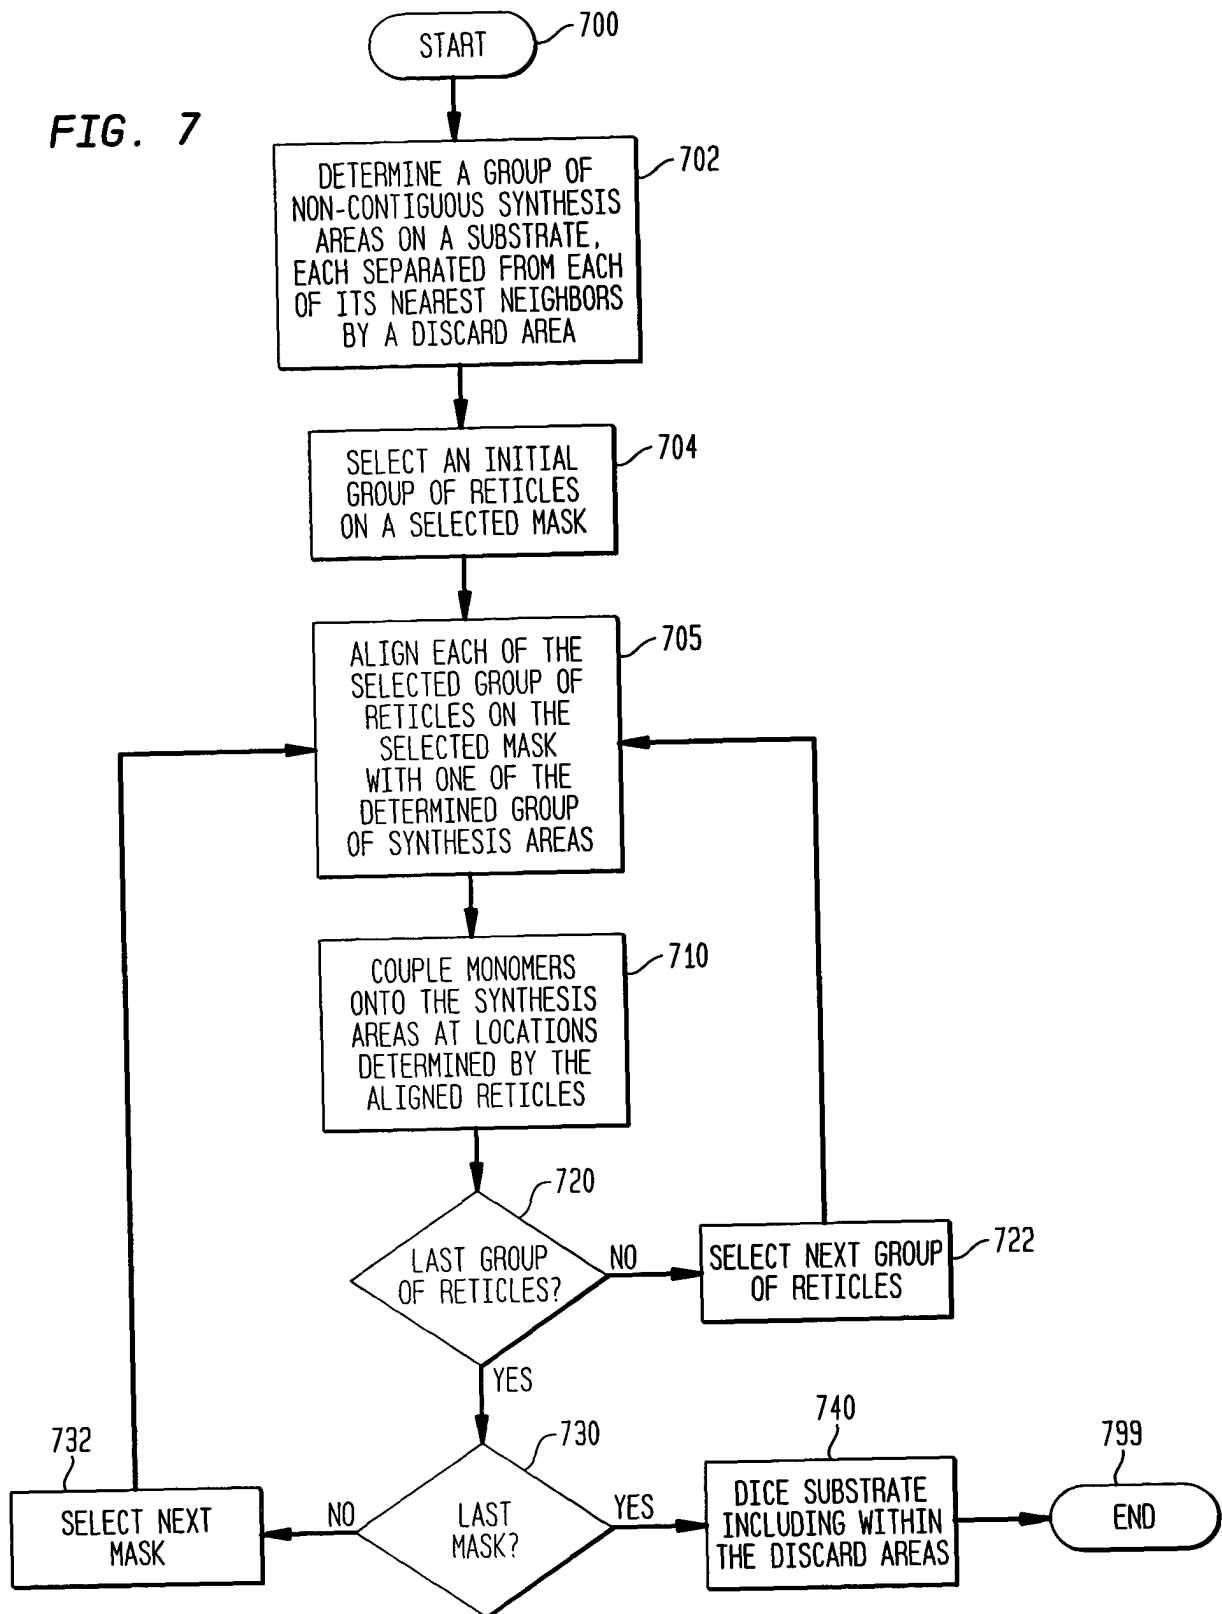 START
700
FIG. 7
DETERMINE A GROUP OF
NON-CONTIGUOUS SYNTHESIS
AREAS ON A SUBSTRATE,
EACH SEPARATED FROM EACH
OF ITS NEAREST NEIGHBORS
BY A DISCARD AREA
702
SELECT AN INITIAL
GROUP OF RETICLES
ON A SELECTED MASK
704
ALIGN EACH OF THE
SELECTED GROUP OF
RETICLES ON THE
SELECTED MASK
WITH ONE OF THE
DETERMINED GROUP
OF SYNTHESIS AREAS
705
COUPLE MONOMERS
ONTO THE SYNTHESIS
AREAS AT LOCATIONS
DETERMINED BY THE
ALIGNED RETICLES
710
LAST GROUP
OF RETICLES?
720
NO
SELECT NEXT GROUP
OF RETICLES
722
YES
LAST
MASK?
730
NO
SELECT NEXT
MASK
732
YES
DICE SUBSTRATE
INCLUDING WITHIN
THE DISCARD AREAS
740
END
799